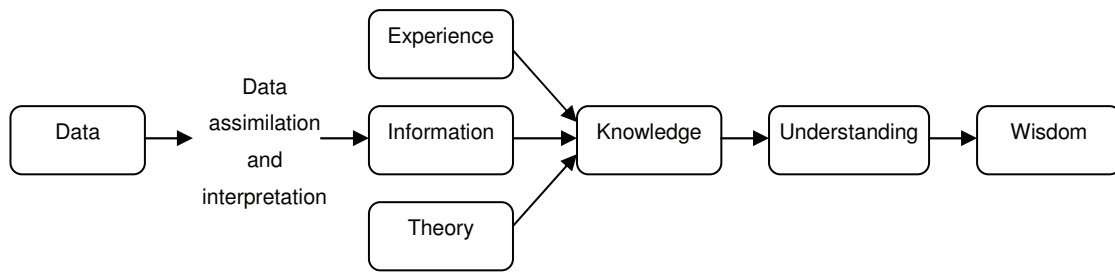 Experience
Data
assimilation
and
interpretation
Data
Information
Knowledge
Understanding
Wisdom
Theory